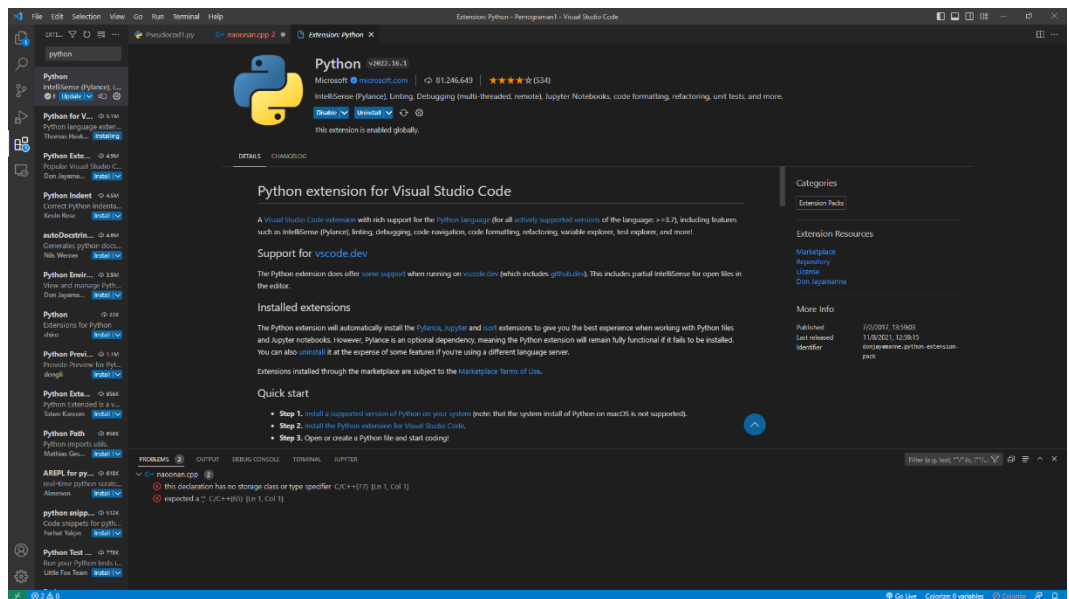 File Edit Selection View Go Run Terminal Help
Extension: Python - Pemograman1 - Visual Studio Code
EXTE...
Pseudocod1.py
naoonan.cpp 2
Extension: Python
python
Python
IntelliSense (Pylance), L...
Update
Python for V... 5.1M
Python language exten...
Thomas Haak... Installing
Python Exte... 4.9M
Popular Visual Studio C...
Don Jayama... Install
Python Indent 4.5M
Correct Python indenta...
Kevin Rose Install
autoDocstrin...
Generates python docs...
Nils Werner Install
Python Envir...
View and manage Pyth...
Don Jayama... Install
Python 22K
Extensions for Python
shiro Install
Python Previ... 1.1M
Provide Preview for Pyt...
dongli Install
Python Exte...
Python Extended is a v...
Taiwo Kareem Install
Python Path
Python imports utils.
Mathias Ges... Install
AREPL for py...
real-time python scratc...
Almenon Install
python snipp... 512K
Code snippets for pyth...
Ferhat Yalçın Install
Python Test ... 770K
Run your Python tests i...
Little Fox Team Install
Python v2022.16.1
Microsoft microsoft.com 81,246,649 (534)
IntelliSense (Pylance), Linting, Debugging (multi-threaded, remote), Jupyter Notebooks, code formatting, refactoring, unit tests, and more.
Disable Uninstall
This extension is enabled globally.
DETAILS CHANGELOG
Python extension for Visual Studio Code
A Visual Studio Code extension with rich support for the Python language (for all actively supported versions of the language: >=3.7), including features
such as IntelliSense (Pylance), linting, debugging, code navigation, code formatting, refactoring, variable explorer, test explorer, and more!
Support for vscode.dev
The Python extension does offer some support when running on vscode.dev (which includes github.dev). This includes partial IntelliSense for open files in
the editor.
Installed extensions
The Python extension will automatically install the Pylance, Jupyter and isort extensions to give you the best experience when working with Python files
and Jupyter notebooks. However, Pylance is an optional dependency, meaning the Python extension will remain fully functional if it fails to be installed.
You can also uninstall it at the expense of some features if you're using a different language server.
Extensions installed through the marketplace are subject to the Marketplace Terms of Use.
Quick start
• Step 1. Install a supported version of Python on your system (note: that the system install of Python on macOS is not supported).
• Step 2. Install the Python extension for Visual Studio Code.
• Step 3. Open or create a Python file and start coding!
Categories
Extension Packs
Extension Resources
Marketplace
Repository
License
Don Jayamanne
More Info
Published 7/2/2017, 13:59:03
Last released 11/8/2021, 12:59:15
Identifier donjayamanne.python-extension-
pack
PROBLEMS 2 OUTPUT DEBUG CONSOLE TERMINAL JUPYTER
Filter (e.g. text, **/*.ts, !**/...
naoonan.cpp 2
this declaration has no storage class or type specifier C/C++(77) [Ln 1, Col 1]
expected a ';' C/C++(65) [Ln 1, Col 1]
2 0
Go Live Colorize: 0 variables Colorize